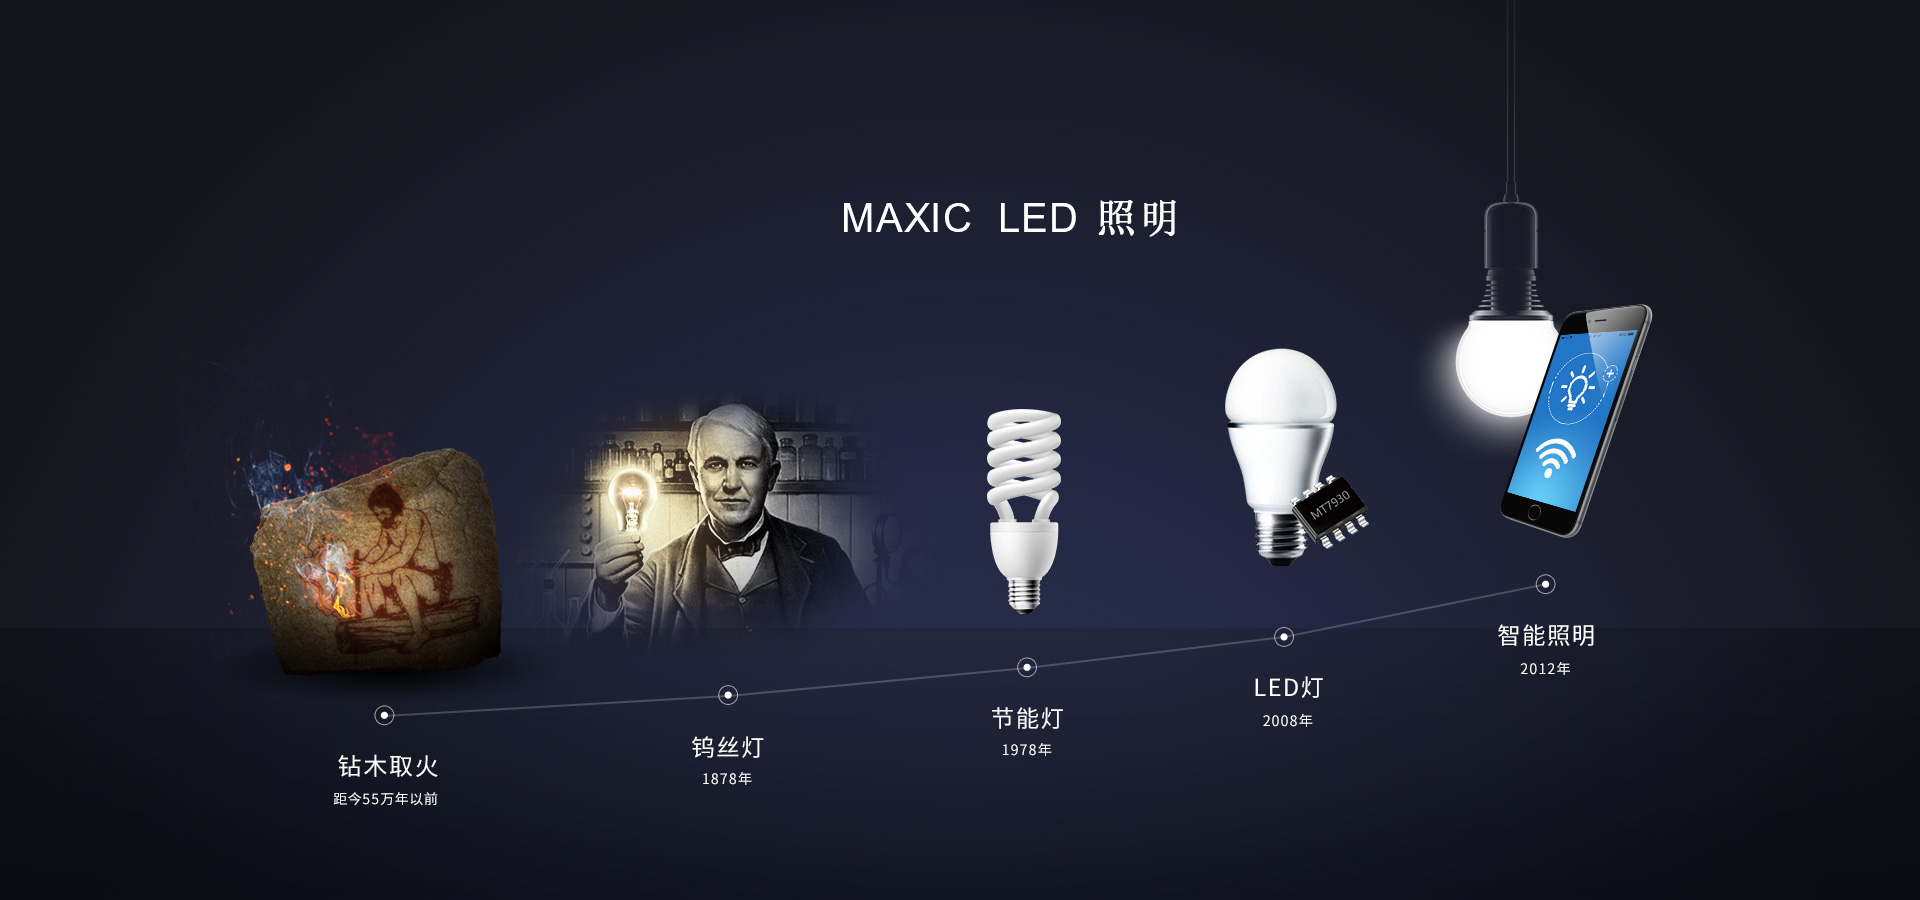 MAXIC LED 照明
MT7930
钻木取火
距今55万年以前
钨丝灯
1878年
节能灯
1978年
LED灯
2008年
智能照明
2012年